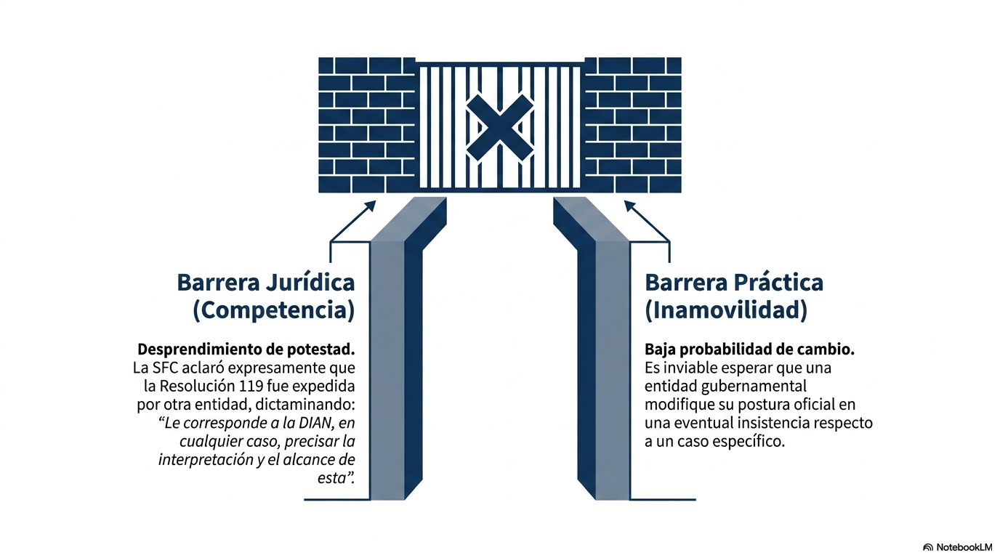 Barrera Jurídica
(Competencia)
Desprendimiento de potestad.
La SFC aclaró expresamente que
la Resolución 119 fue expedida
por otra entidad, dictaminando:
“Le corresponde a la DIAN, en
cualquier caso, precisar la
interpretación y el alcance de
esta”.
Barrera Práctica
(Inamovilidad)
Baja probabilidad de cambio.
Es inviable esperar que una
entidad gubernamental
modifique su postura oficial en
una eventual insistencia respecto
a un caso específico.
NotebookLM